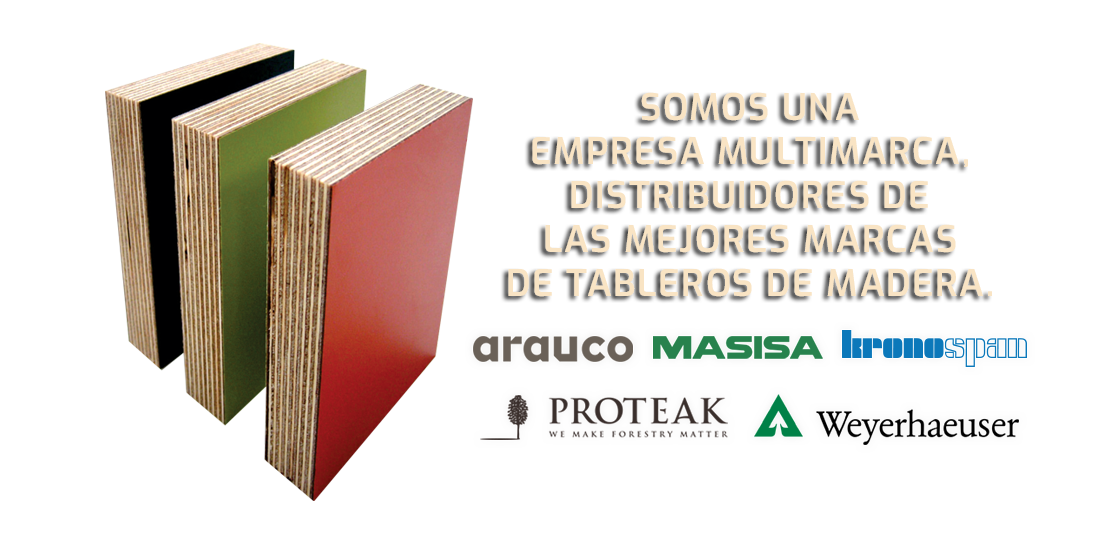 SOMOS UNA
EMPRESA MULTIMARCA,
DISTRIBUIDORES DE
LAS MEJORES MARCAS
DE TABLEROS DE MADERA.
arauco MASISA kronospan
PROTEAK Weyerhaeuser
WE MAKE FORESTRY MATTER